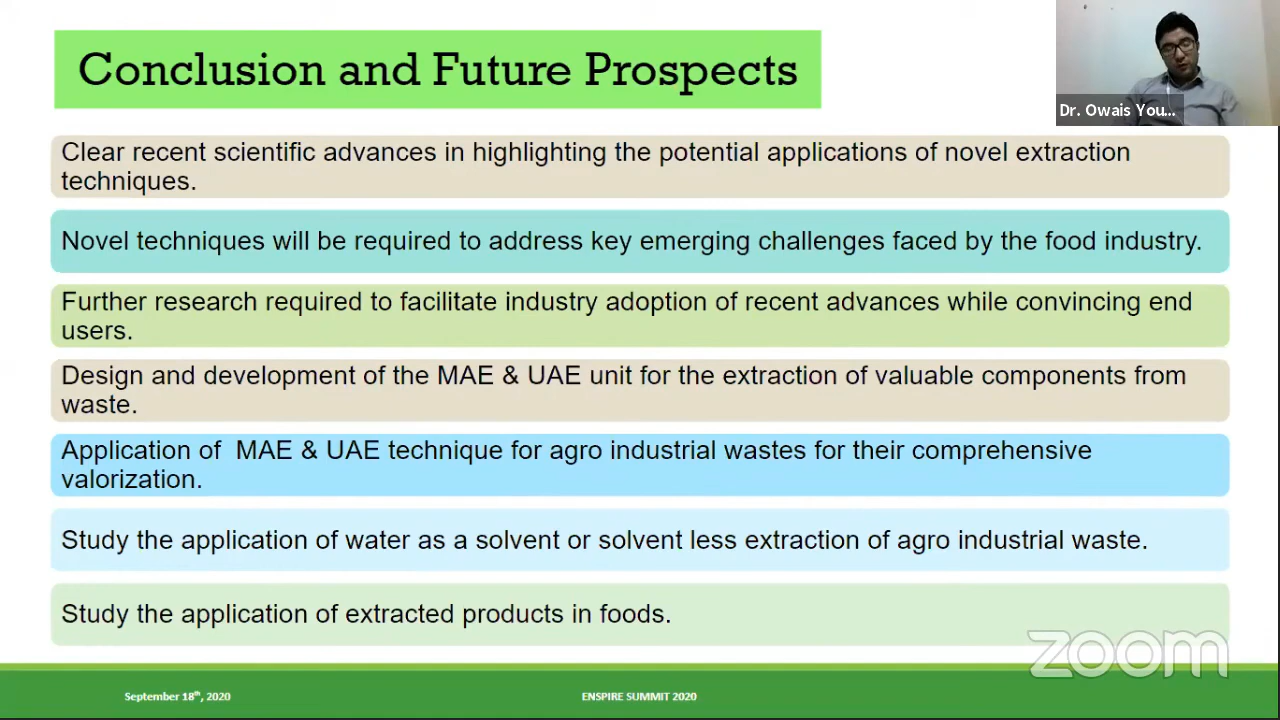 Conclusion and Future Prospects
Dr. Owais You...
Clear recent scientific advances in highlighting the potential applications of novel extraction
techniques.
Novel techniques will be required to address key emerging challenges faced by the food industry.
Further research required to facilitate industry adoption of recent advances while convincing end
users.
Design and development of the MAE & UAE unit for the extraction of valuable components from
waste.
Application of  MAE & UAE technique for agro industrial wastes for their comprehensive
valorization.
Study the application of water as a solvent or solvent less extraction of agro industrial waste.
Study the application of extracted products in foods.
zoom
September 18th, 2020
ENSPIRE SUMMIT 2020